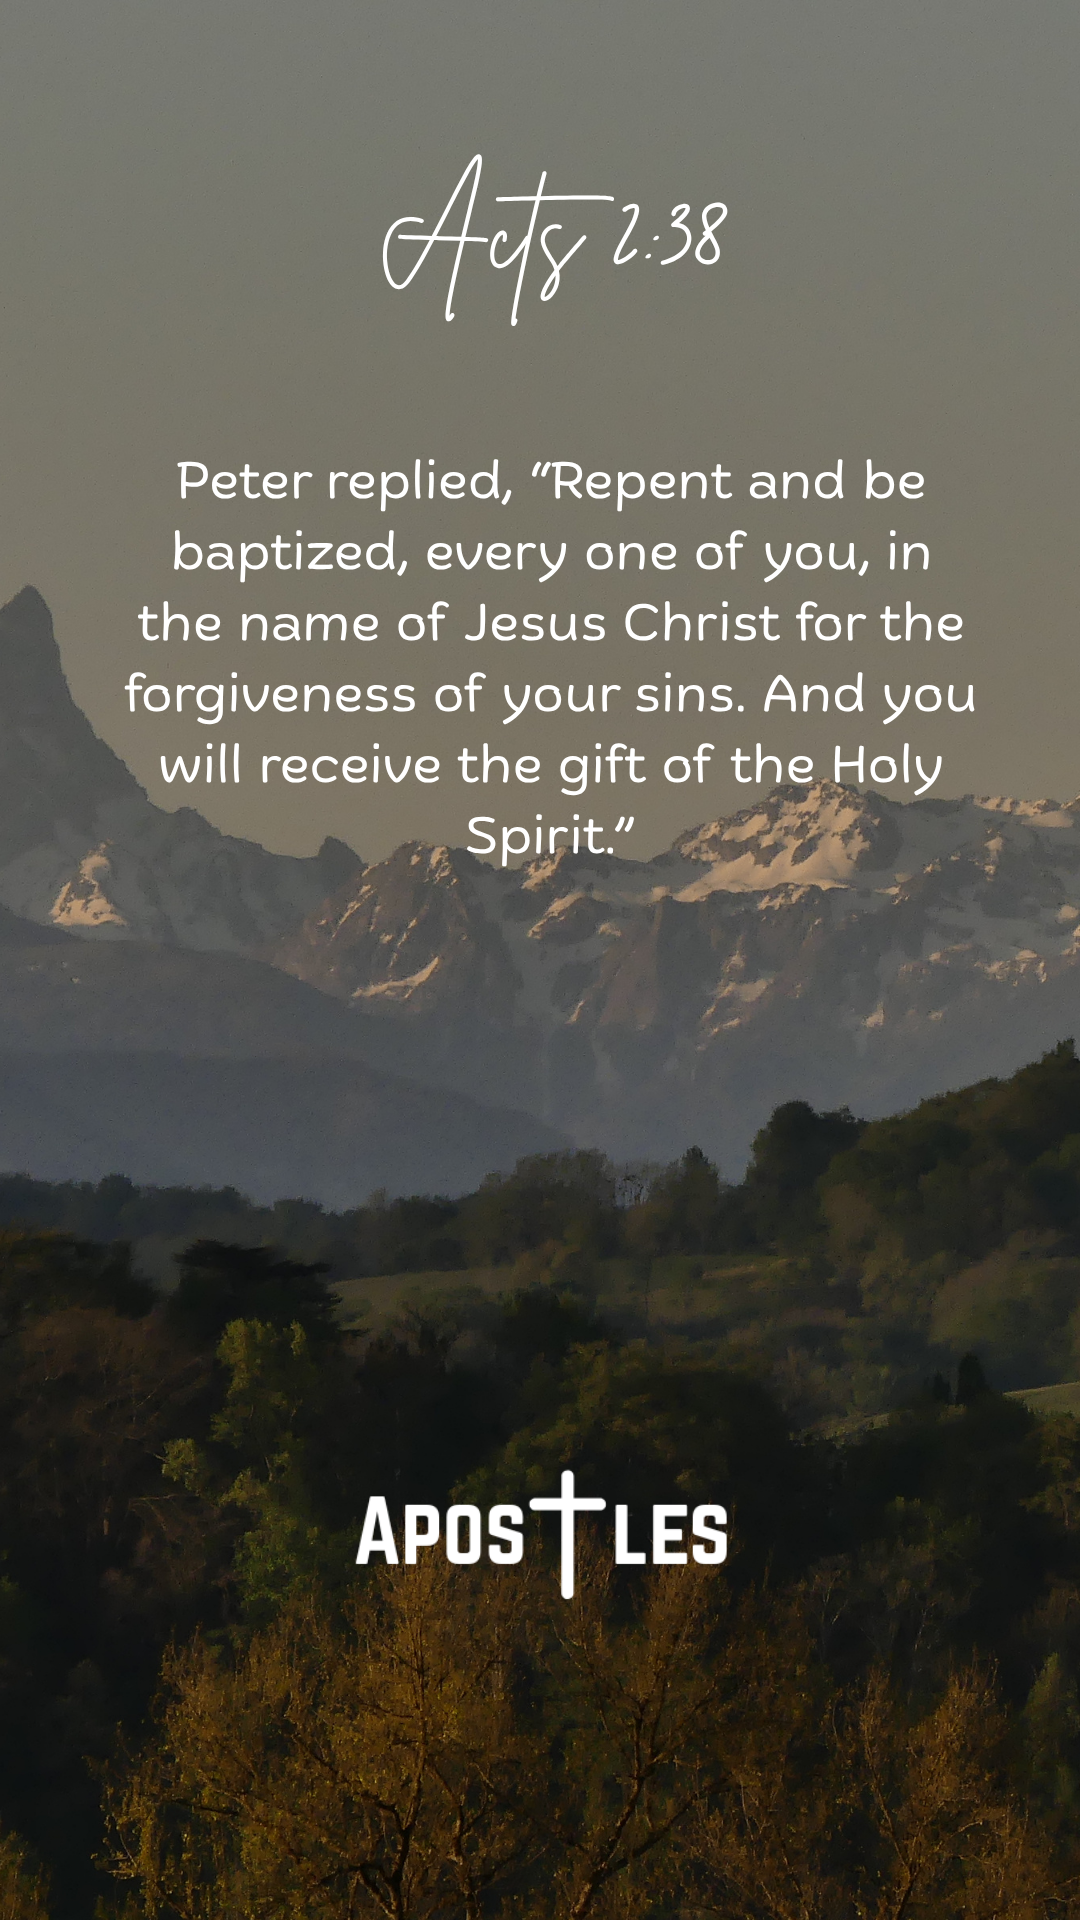 Acts 2:38
Peter replied, “Repent and be
baptized, every one of you, in
the name of Jesus Christ for the
forgiveness of your sins. And you
will receive the gift of the Holy
Spirit.”
APOSTLES